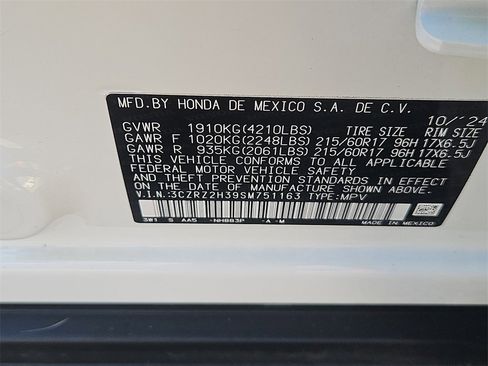 MFD.BY HONDA DE MEXICO S.A. DE C.V. 10/'24
GVWR 1910KG(4210LBS) TIRE SIZE RIM SIZE
GAWR F 1020KG(2248LBS) 215/60R17 96H 17X6.5J
GAWR R 935KG(2061LBS) 215/60R17 96H 17X6.5J
THIS VEHICLE CONFORMS TO ALL APPLICABLE
FEDERAL MOTOR VEHICLE SAFETY STANDARDS
IN EFFECT ON THE DATE OF MANUFACTURE SHOWN ABOVE.
V.I.N.:3CZRZ2H39SM751163 TYPE:MPV
3W1 S AA5 -NH883P -A-M
MADE IN MEXICO